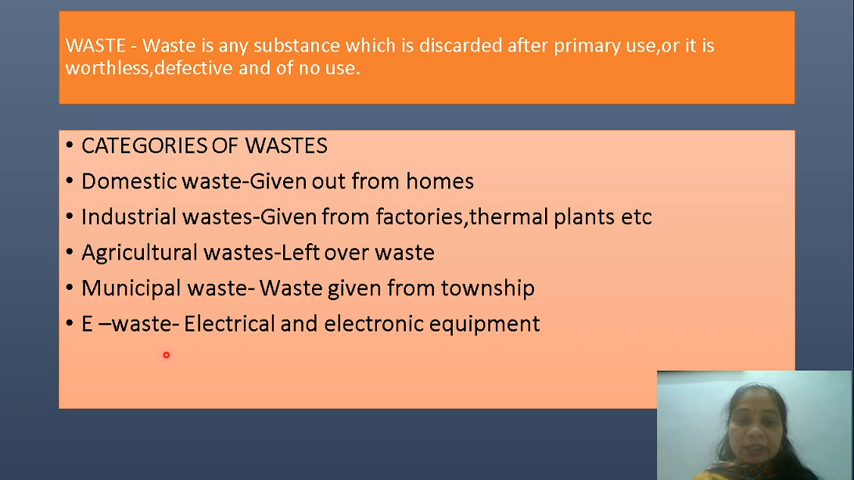 WASTE - Waste is any substance which is discarded after primary use,or it is
worthless,defective and of no use.
• CATEGORIES OF WASTES
• Domestic waste-Given out from homes
• Industrial wastes-Given from factories,thermal plants etc
• Agricultural wastes-Left over waste
• Municipal waste- Waste given from township
• E –waste- Electrical and electronic equipment